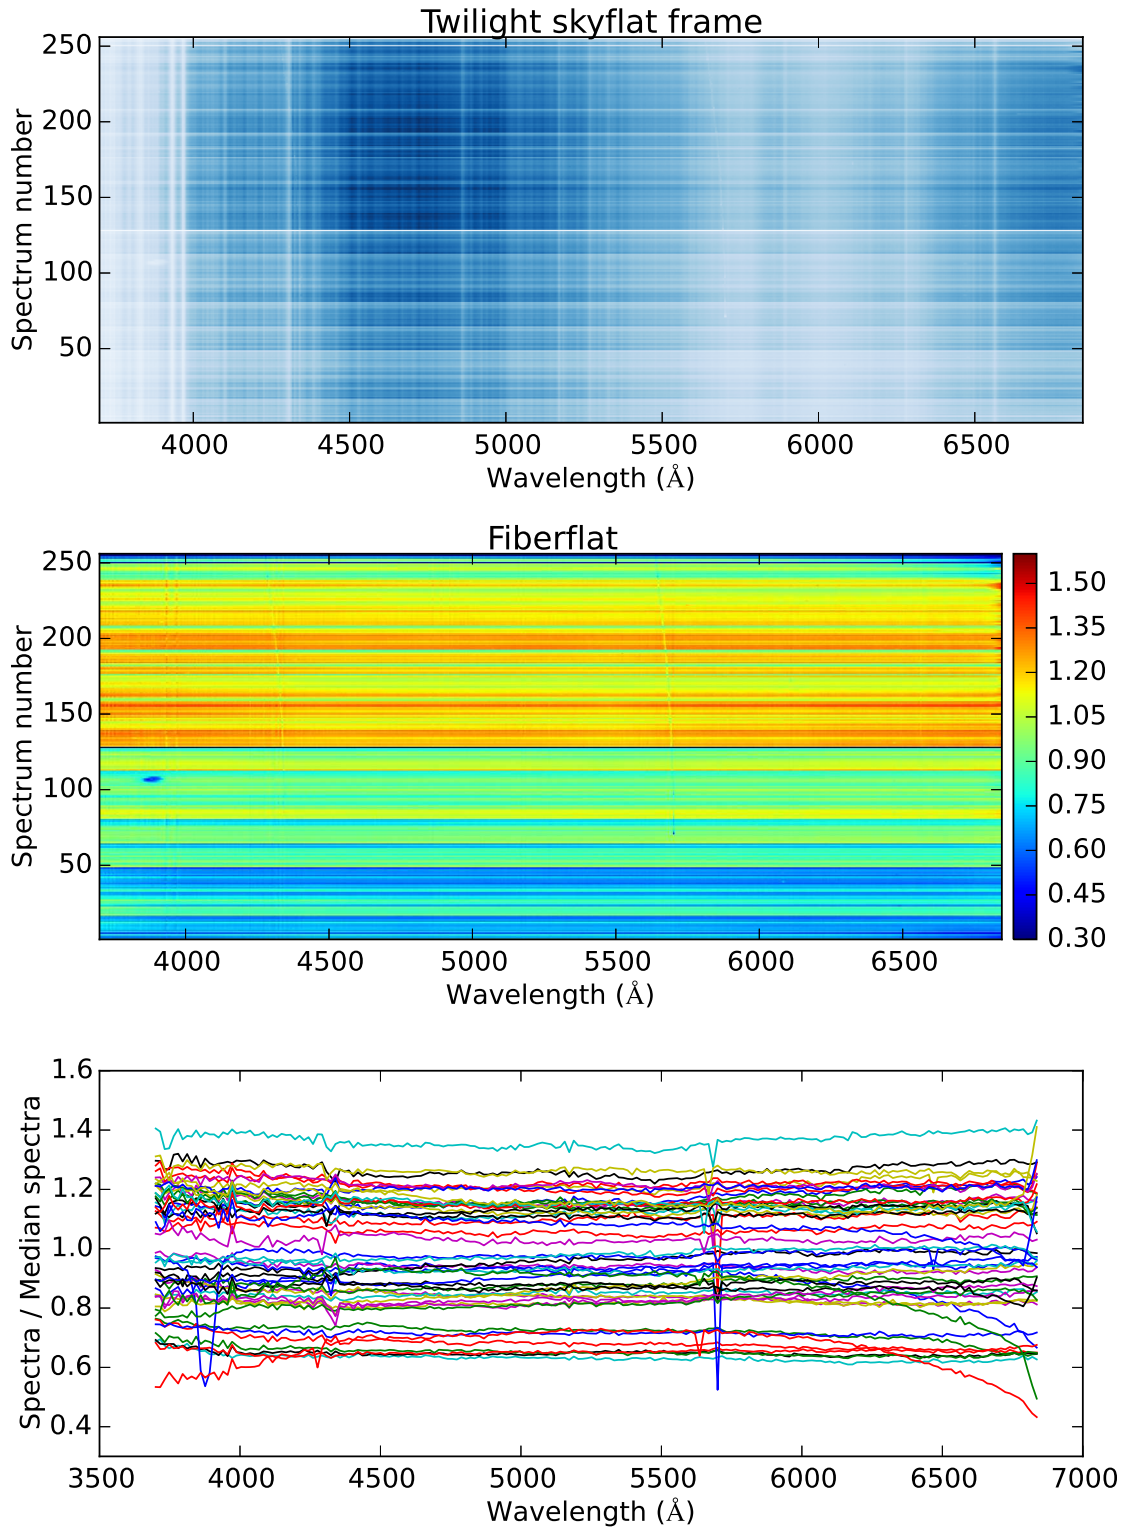 Twilight skyflat frame
250
200
150
100
50
Spectrum number
4000 4500 5000 5500 6000 6500
Wavelength (Å)
Fiberflat
250
200
150
100
50
Spectrum number
1.50
1.35
1.20
1.05
0.90
0.75
0.60
0.45
0.30
4000 4500 5000 5500 6000 6500
Wavelength (Å)
1.6
1.4
1.2
1.0
0.8
0.6
0.4
Spectra / Median spectra
3500 4000 4500 5000 5500 6000 6500 7000
Wavelength (Å)